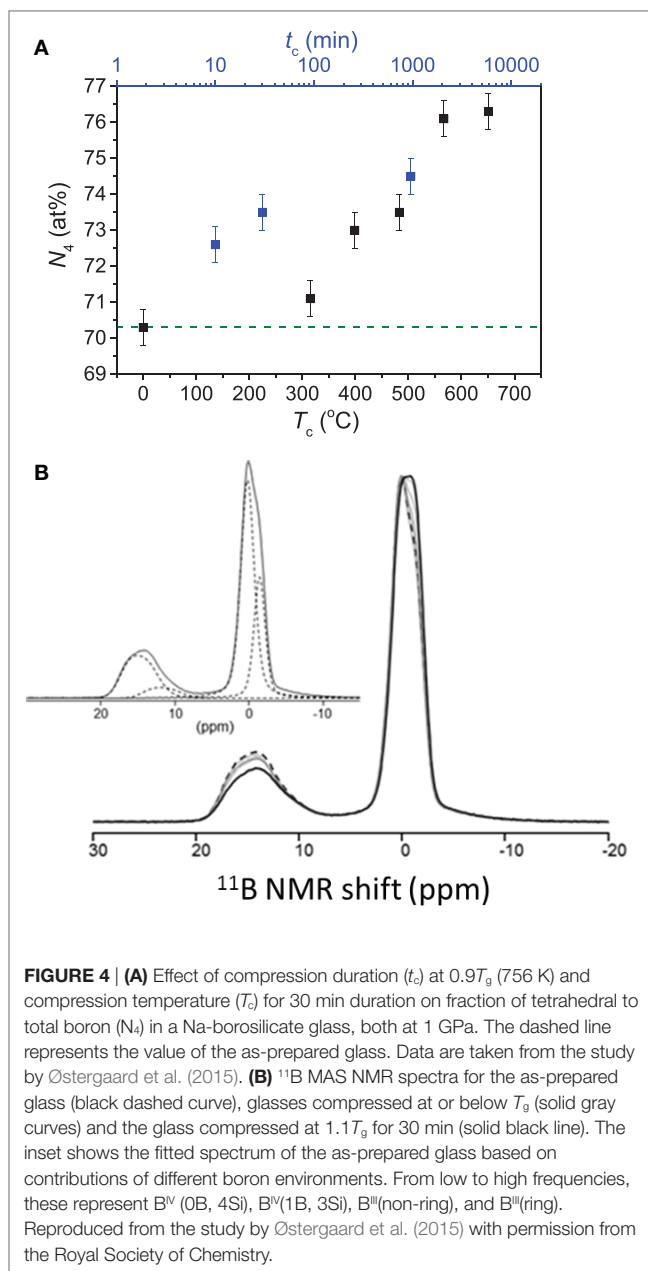 A
t_c (min)
1 10 100 1000 10000
77
76
75
74
73
72
71
70
69
N_4 (at%)
0 100 200 300 400 500 600 700
T_c (°C)
B
20 10 0 -10
(ppm)
30 20 10 0 -10 -20
¹¹B NMR shift (ppm)
FIGURE 4 | (A) Effect of compression duration (t_c) at 0.9T_g (756 K) and
compression temperature (T_c) for 30 min duration on fraction of tetrahedral to
total boron (N₄) in a Na-borosilicate glass, both at 1 GPa. The dashed line
represents the value of the as-prepared glass. Data are taken from the study
by Østergaard et al. (2015). (B) ¹¹B MAS NMR spectra for the as-prepared
glass (black dashed curve), glasses compressed at or below T_g (solid gray
curves) and the glass compressed at 1.1T_g for 30 min (solid black line). The
inset shows the fitted spectrum of the as-prepared glass based on
contributions of different boron environments. From low to high frequencies,
these represent Bᴵⱽ (0B, 4Si), Bᴵⱽ(1B, 3Si), Bᴵᴵᴵ(non-ring), and Bᴵᴵᴵ(ring).
Reproduced from the study by Østergaard et al. (2015) with permission from
the Royal Society of Chemistry.